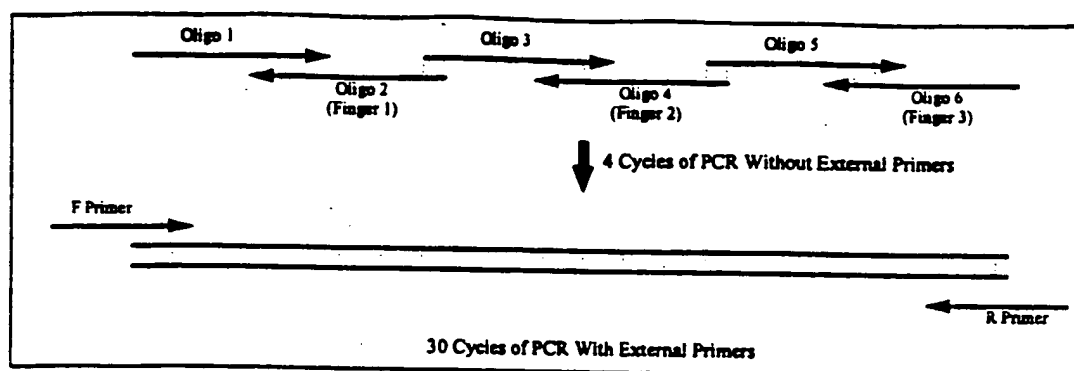 Oligo 1
Oligo 3
Oligo 5
Oligo 2
(Finger 1)
Oligo 4
(Finger 2)
Oligo 6
(Finger 3)
4 Cycles of PCR Without External Primers
F Primer
R Primer
30 Cycles of PCR With External Primers